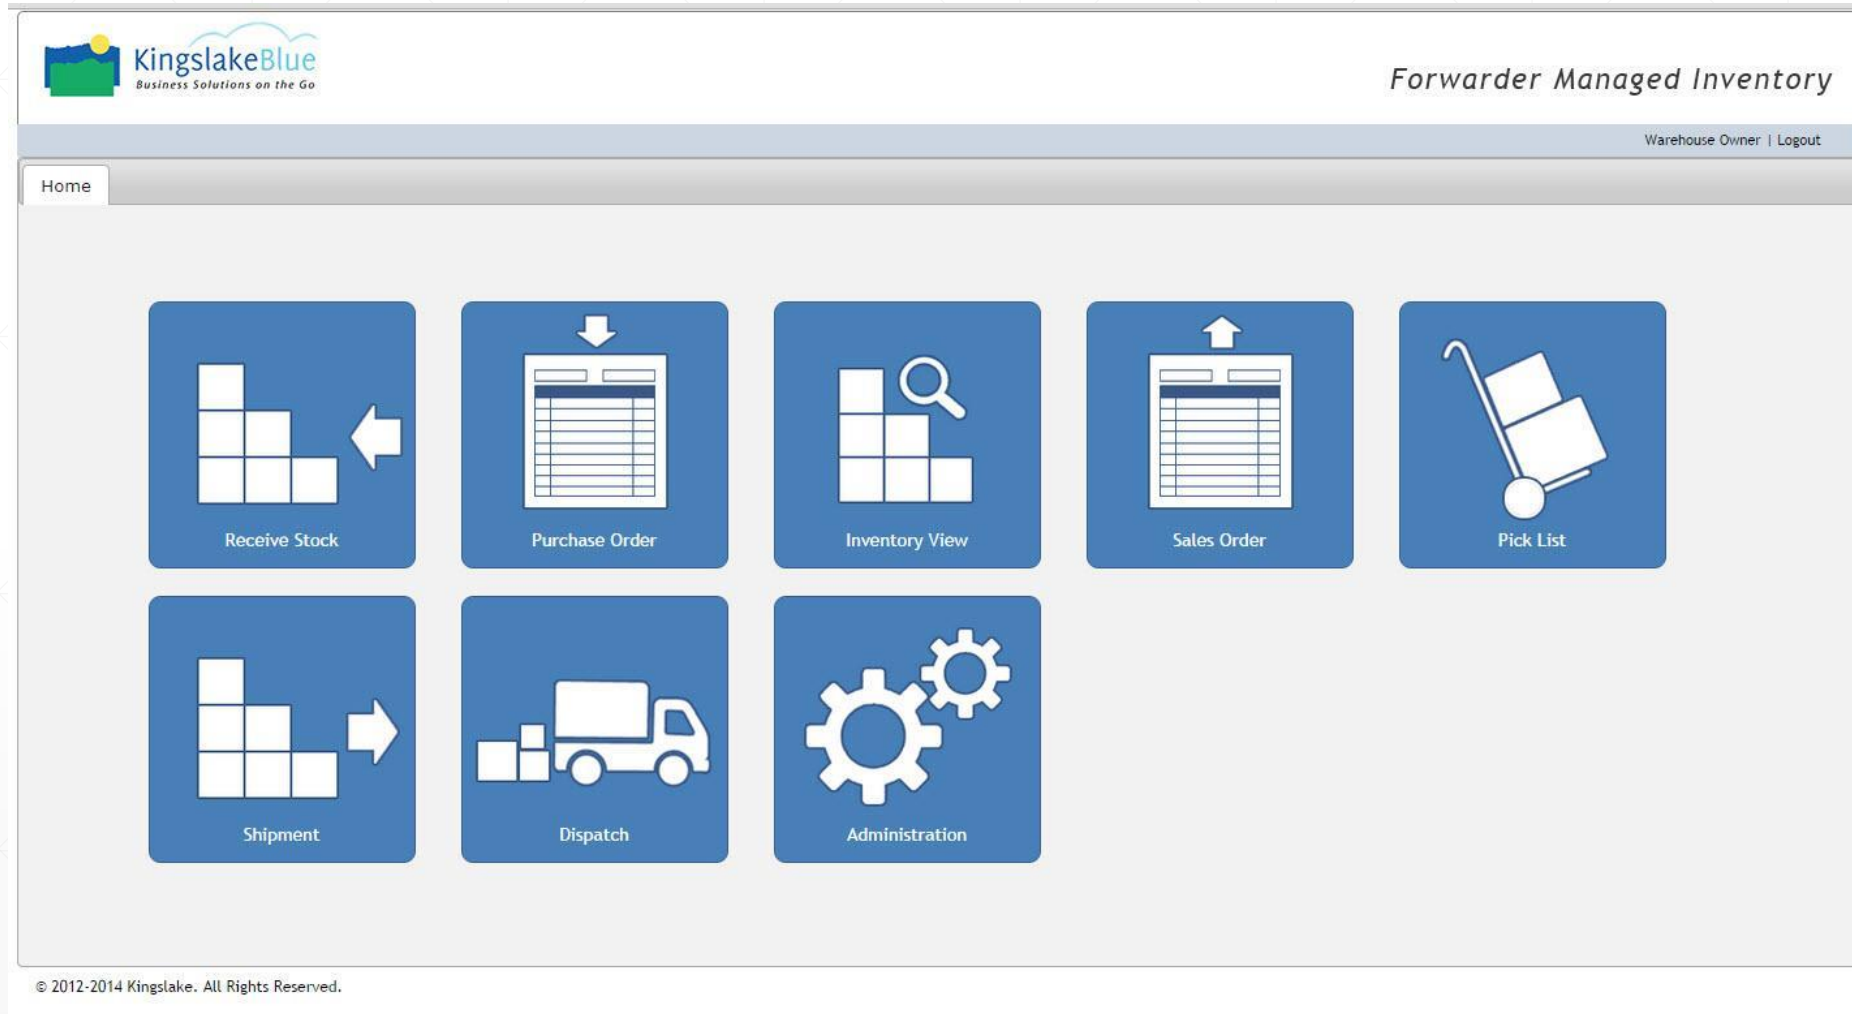 KingslakeBlue
Business Solutions on the Go
Forwarder Managed Inventory
Warehouse Owner | Logout
Home
Receive Stock
Purchase Order
Inventory View
Sales Order
Pick List
Shipment
Dispatch
Administration
© 2012-2014 Kingslake. All Rights Reserved.